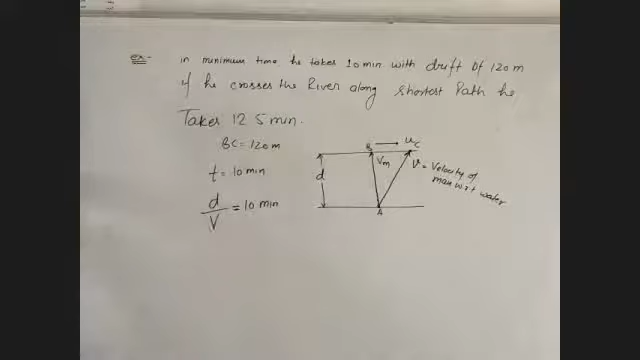 ex-
in minimum time he takes 10 min with drift of 120 m
if he crosses the River along shortest Path he
Takes 12.5 min.
BC = 120 m
t = 10 min
d/V = 10 min
B
u
C
d
Vm
V = Velocity of
man w.r.t water
A